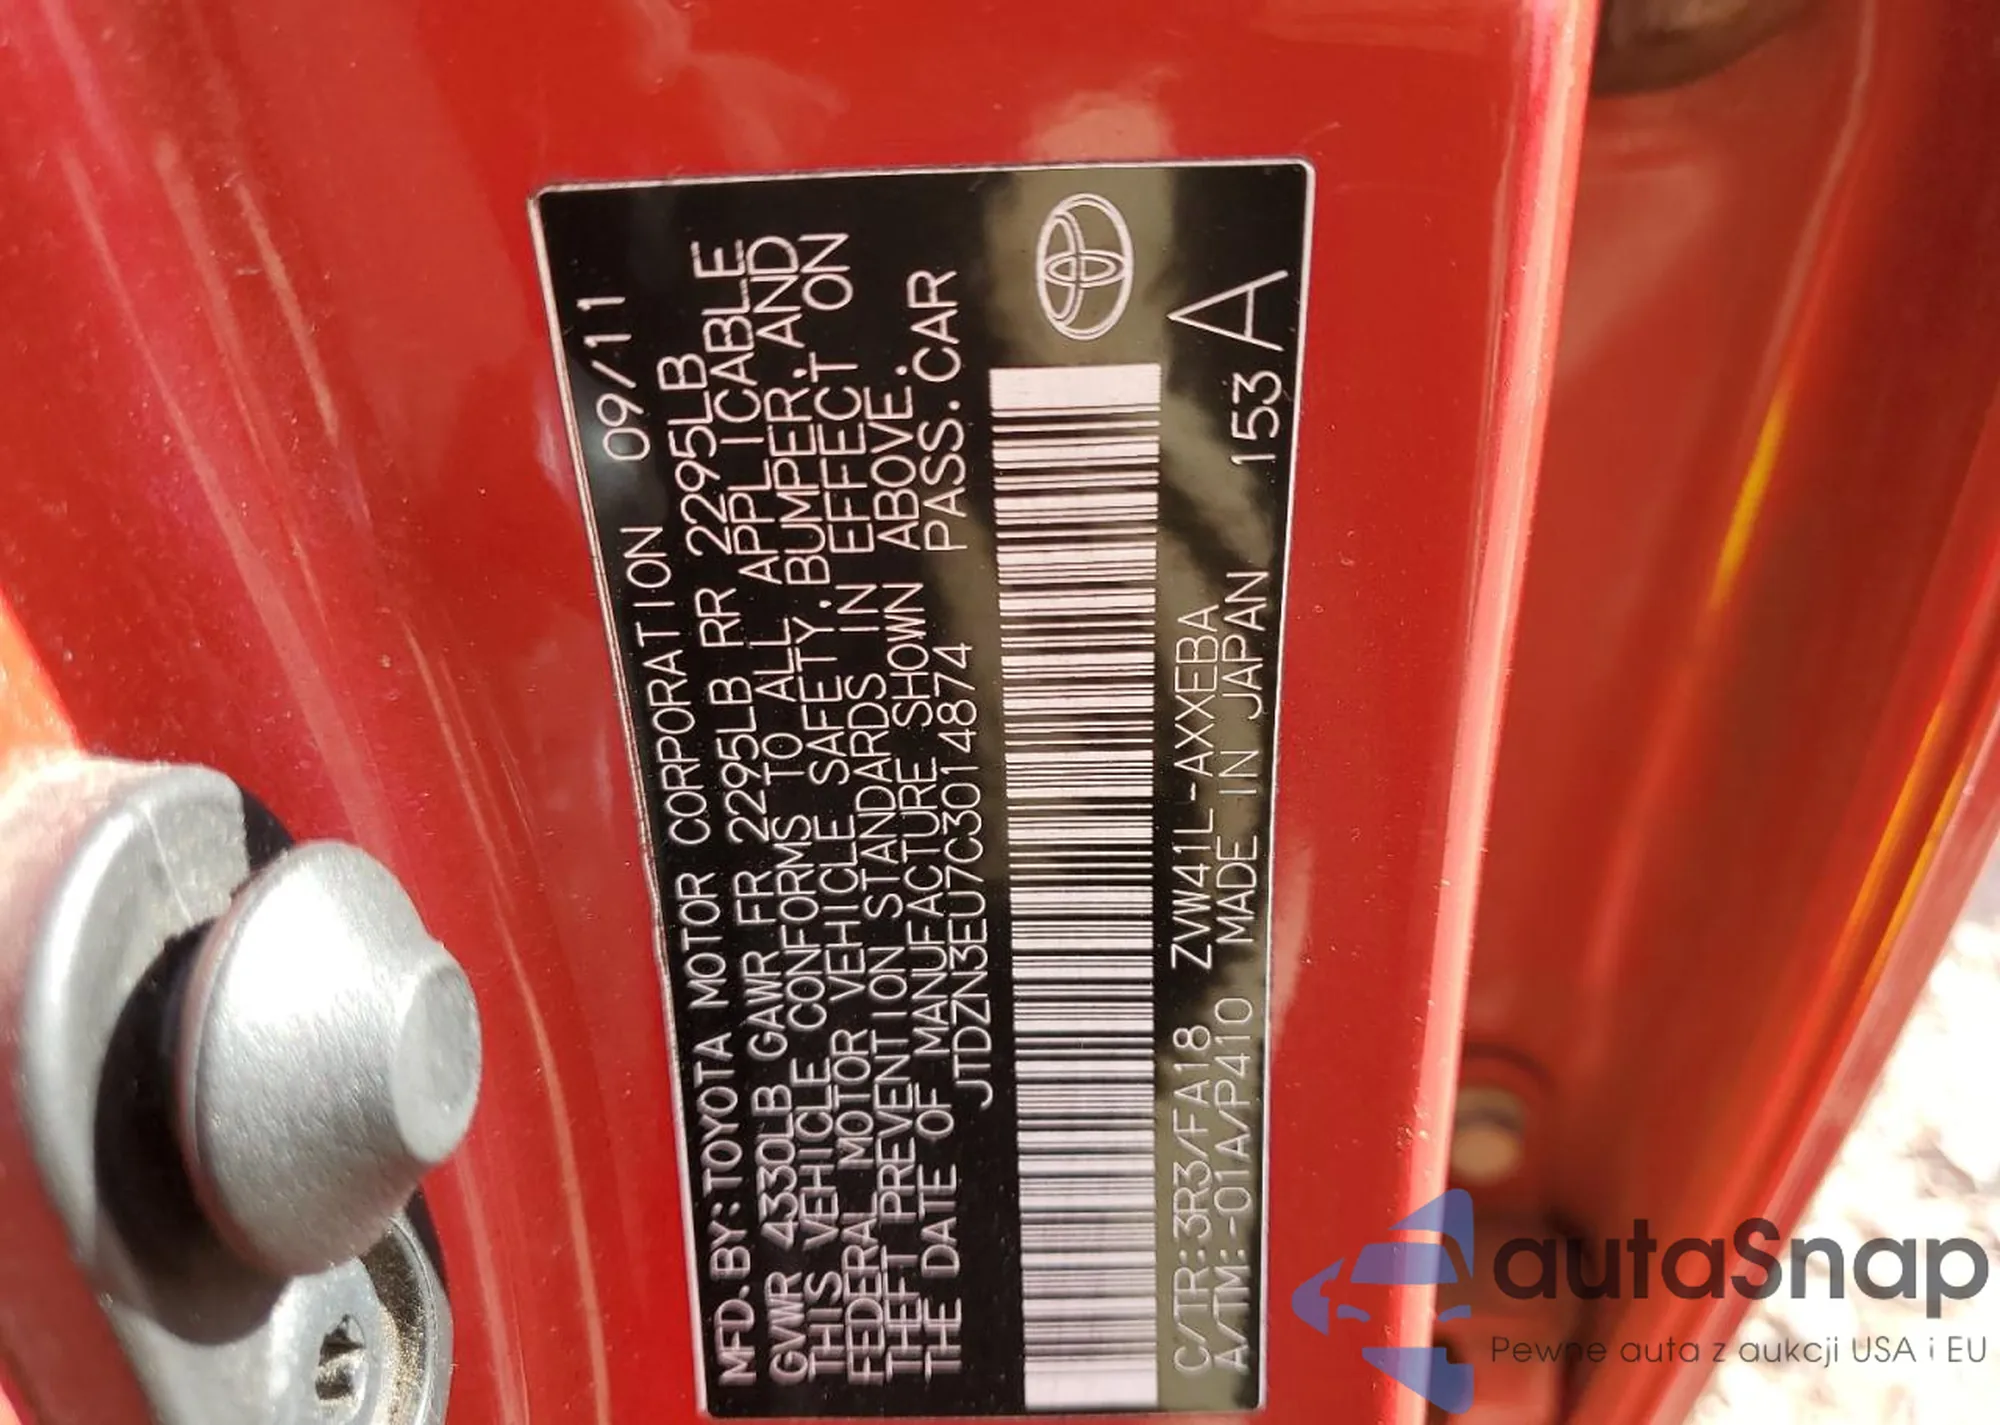 MFD.BY:TOYOTA MOTOR CORPORATION 09/11
GVWR 4330LB GAWR FR 2295LB RR 2295LB
THIS VEHICLE CONFORMS TO ALL APPLICABLE
FEDERAL MOTOR VEHICLE SAFETY,BUMPER,AND
THEFT PREVENTION STANDARDS IN EFFECT ON
THE DATE OF MANUFACTURE SHOWN ABOVE.
JTDZN3EU7C3014874 PASS.CAR
C/TR:3R3/FA18 ZVW41L-AXXEBA
A/TM:-01A/P410 MADE IN JAPAN 153 A
autaSnap
Pewne auta z aukcji USA i EU